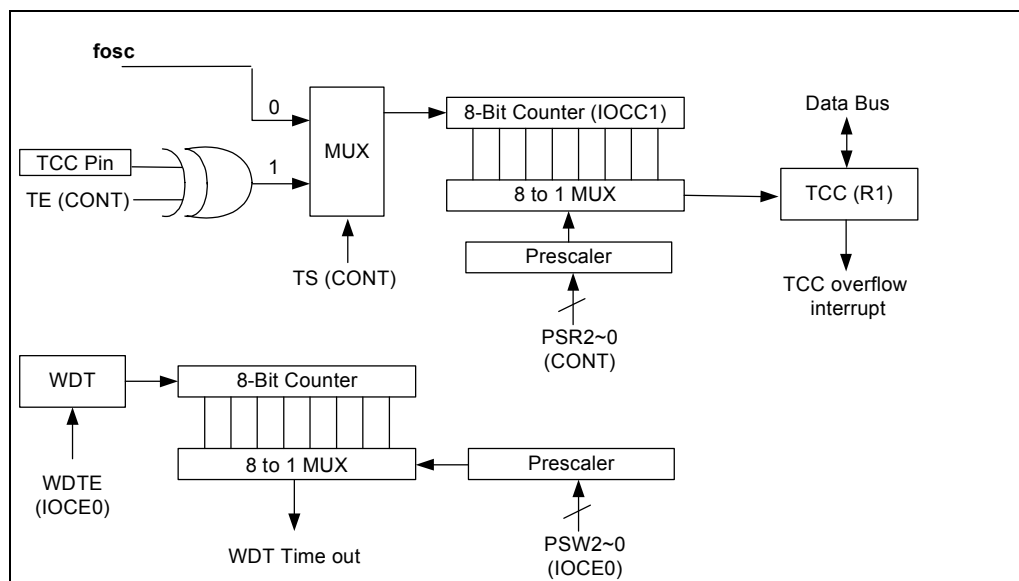 fosc
0
8-Bit Counter (IOCC1)
Data Bus
MUX
TCC Pin
1
TE (CONT)
8 to 1 MUX
TCC (R1)
Prescaler
TS (CONT)
TCC overflow
interrupt
PSR2~0
(CONT)
WDT
8-Bit Counter
8 to 1 MUX
Prescaler
WDTE
(IOCE0)
WDT Time out
PSW2~0
(IOCE0)